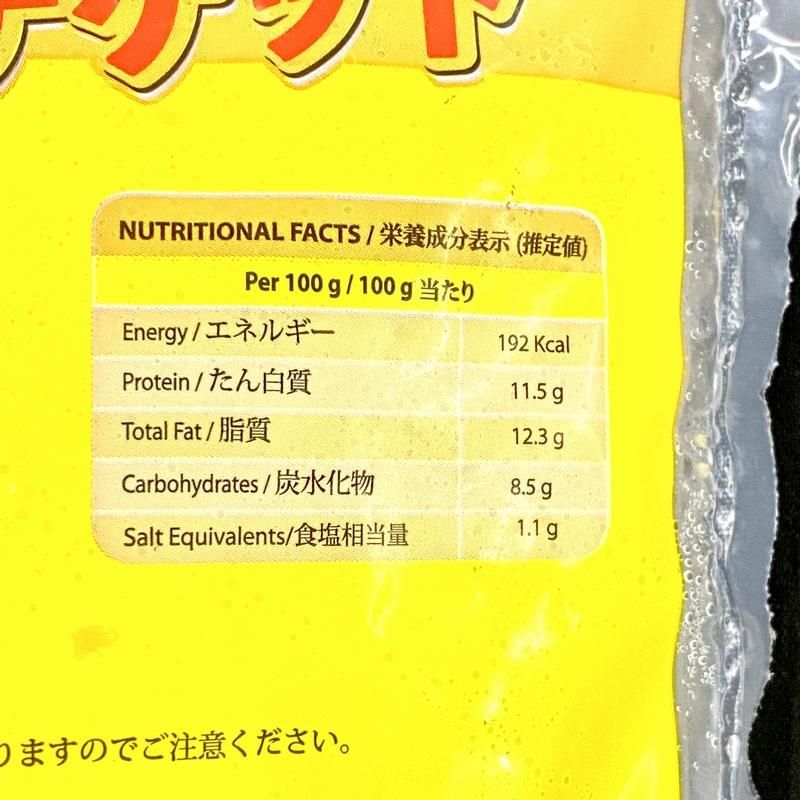 ケット
NUTRITIONAL FACTS / 栄養成分表示 (推定値)
Per 100 g / 100 g 当たり
Energy / エネルギー 192 Kcal
Protein / たん白質 11.5 g
Total Fat / 脂質 12.3 g
Carbohydrates / 炭水化物 8.5 g
Salt Equivalents/食塩相当量 1.1 g
りますのでご注意ください。